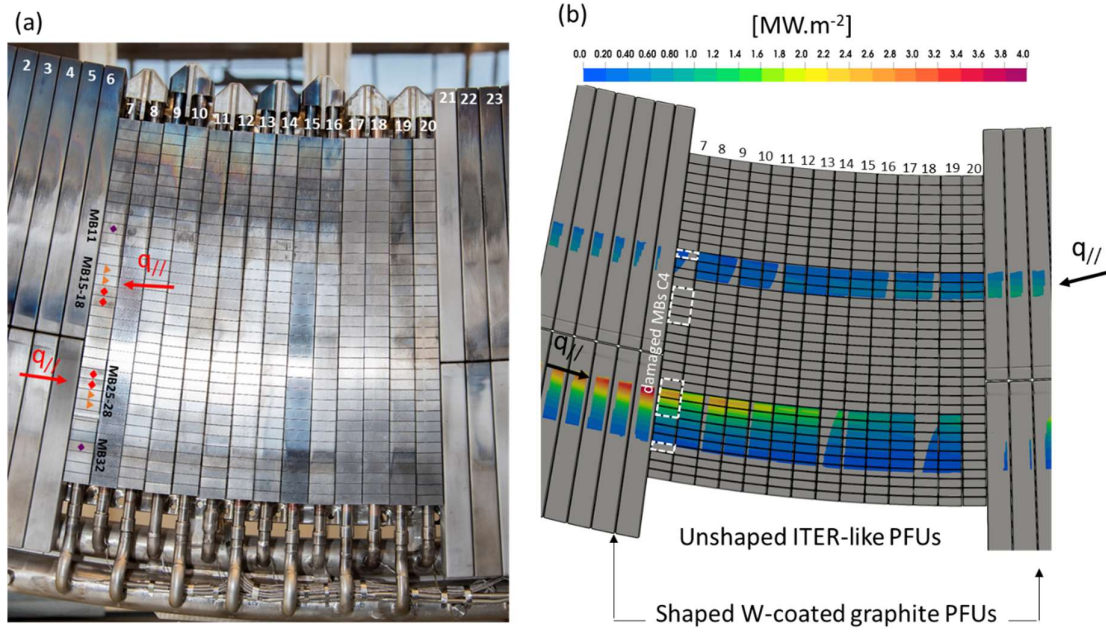 (a)
2 3 4 5 6
7 8 9 10 11 12 13 14 15 16 17 18 19 20
21 22 23
MB11
MB15-18
q//
q//
MB25-28
MB32
(b)
[MW.m-2]
0.0 0.20 0.40 0.60 0.80 1.0 1.2 1.4 1.6 1.8 2.0 2.2 2.4 2.6 2.8 3.0 3.2 3.4 3.6 3.8 4.0
7 8 9 10 11 12 13 14 15 16 17 18 19 20
q//
damaged MBs C4
q//
Unshaped ITER-like PFUs
Shaped W-coated graphite PFUs